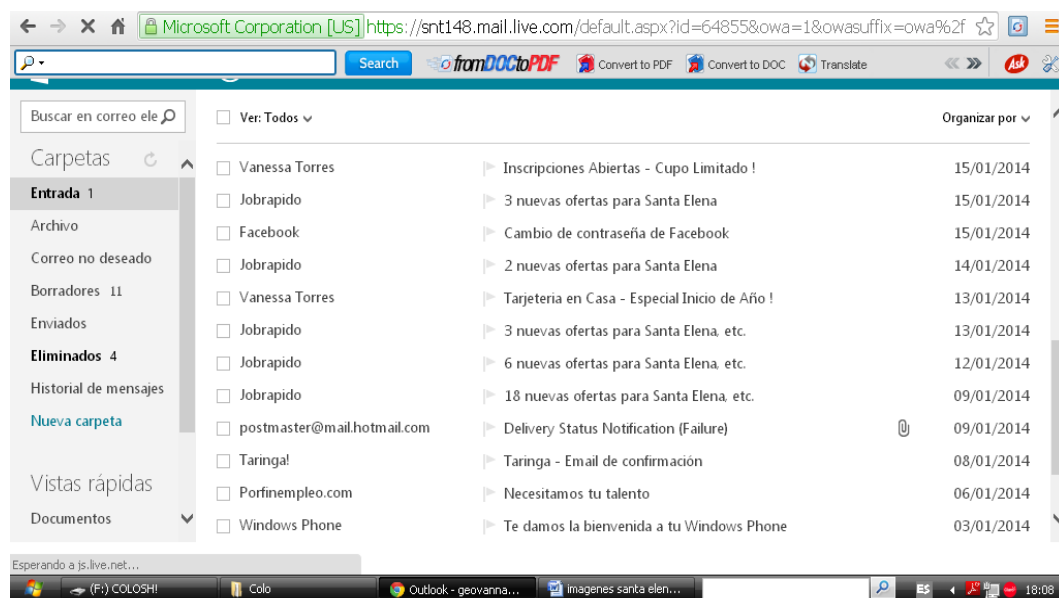 Microsoft Corporation [US] https://snt148.mail.live.com/default.aspx?id=64855&owa=1&owasuffix=owa%2f
Search fromDOCtoPDF Convert to PDF Convert to DOC Translate Ask
Buscar en correo ele Ver: Todos Organizar por
Carpetas
Entrada 1
Archivo
Correo no deseado
Borradores 11
Enviados
Eliminados 4
Historial de mensajes
Nueva carpeta
Vistas rápidas
Documentos
Vanessa Torres Inscripciones Abiertas - Cupo Limitado ! 15/01/2014
Jobrapido 3 nuevas ofertas para Santa Elena 15/01/2014
Facebook Cambio de contraseña de Facebook 15/01/2014
Jobrapido 2 nuevas ofertas para Santa Elena 14/01/2014
Vanessa Torres Tarjeteria en Casa - Especial Inicio de Año ! 13/01/2014
Jobrapido 3 nuevas ofertas para Santa Elena, etc. 13/01/2014
Jobrapido 6 nuevas ofertas para Santa Elena, etc. 12/01/2014
Jobrapido 18 nuevas ofertas para Santa Elena, etc. 09/01/2014
postmaster@mail.hotmail.com Delivery Status Notification (Failure) 09/01/2014
Taringa! Taringa - Email de confirmación 08/01/2014
Porfinempleo.com Necesitamos tu talento 06/01/2014
Windows Phone Te damos la bienvenida a tu Windows Phone 03/01/2014
Esperando a js.live.net...
(F:) COLOSH! Colo Outlook - geovanna... imagenes santa elen... ES 18:08